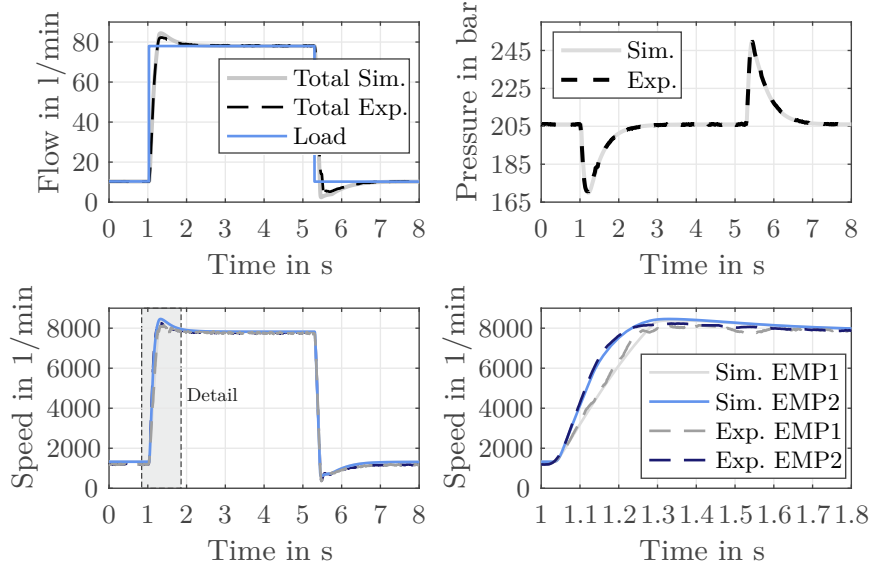 Flow in l/min
80
60
40
20
0
Total Sim.
Total Exp.
Load
0 1 2 3 4 5 6 7 8
Time in s
Pressure in bar
245
225
205
185
165
Sim.
Exp.
0 1 2 3 4 5 6 7 8
Time in s
Speed in 1/min
8000
6000
4000
2000
0
Detail
0 1 2 3 4 5 6 7 8
Time in s
Speed in 1/min
8000
6000
4000
2000
0
Sim. EMP1
Sim. EMP2
Exp. EMP1
Exp. EMP2
1 1.1 1.2 1.3 1.4 1.5 1.6 1.7 1.8
Time in s